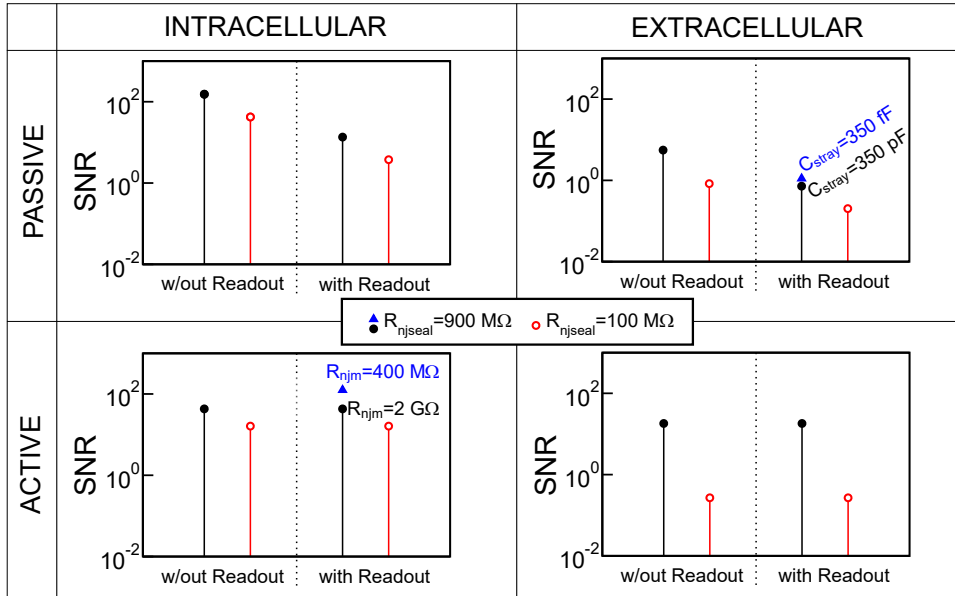 INTRACELLULAR
EXTRACELLULAR
PASSIVE
SNR
10^2
10^0
10^-2
w/out Readout
with Readout
SNR
10^2
10^0
10^-2
C_stray=350 fF
C_stray=350 pF
w/out Readout
with Readout
R_njseal=900 MΩ
R_njseal=100 MΩ
ACTIVE
SNR
10^2
10^0
10^-2
R_njm=400 MΩ
R_njm=2 GΩ
w/out Readout
with Readout
SNR
10^2
10^0
10^-2
w/out Readout
with Readout